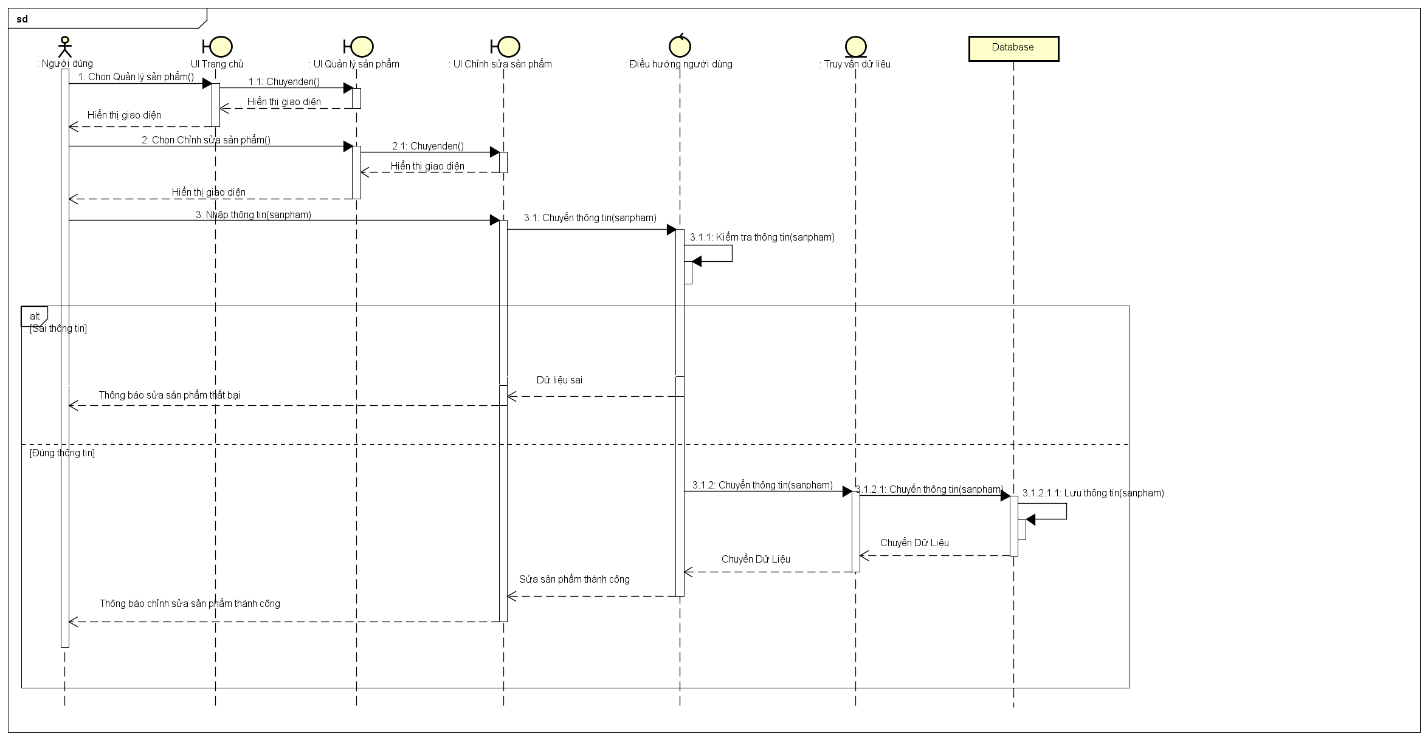 sd
: Người dùng
: UI Trang chủ
: UI Quản lý sản phẩm
: UI Chỉnh sửa sản phẩm
: Điều hướng người dùng
: Truy vấn dữ liệu
Database
1: Chọn Quản lý sản phẩm()
1.1: Chuyenden()
Hiển thị giao diện
Hiển thị giao diện
2: Chọn Chỉnh sửa sản phẩm()
2.1: Chuyenden()
Hiển thị giao diện
Hiển thị giao diện
3: Nhập thông tin(sanpham)
3.1: Chuyển thông tin(sanpham)
3.1.1: Kiểm tra thông tin(sanpham)
alt
[Sai thông tin]
Dữ liệu sai
Thông báo sửa sản phẩm thất bại
[Đúng thông tin]
3.1.2: Chuyển thông tin(sanpham)
3.1.2.1: Chuyển thông tin(sanpham)
3.1.2.1.1: Lưu thông tin(sanpham)
Chuyển Dữ Liệu
Chuyển Dữ Liệu
Sửa sản phẩm thành công
Thông báo chỉnh sửa sản phẩm thành công